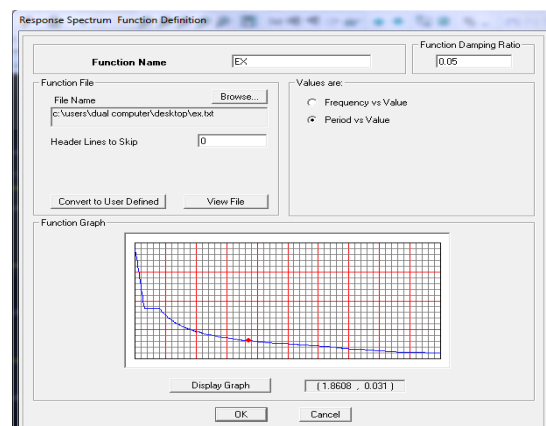 Response Spectrum Function Definition
Function Damping Ratio
Function Name
EX
0.05
Function File
Values are:
File Name
Browse...
c:\users\dual computer\desktop\ex.txt
Frequency vs Value
Period vs Value
Header Lines to Skip
0
Convert to User Defined
View File
Function Graph
Display Graph
(1.8608 , 0.031 )
OK
Cancel